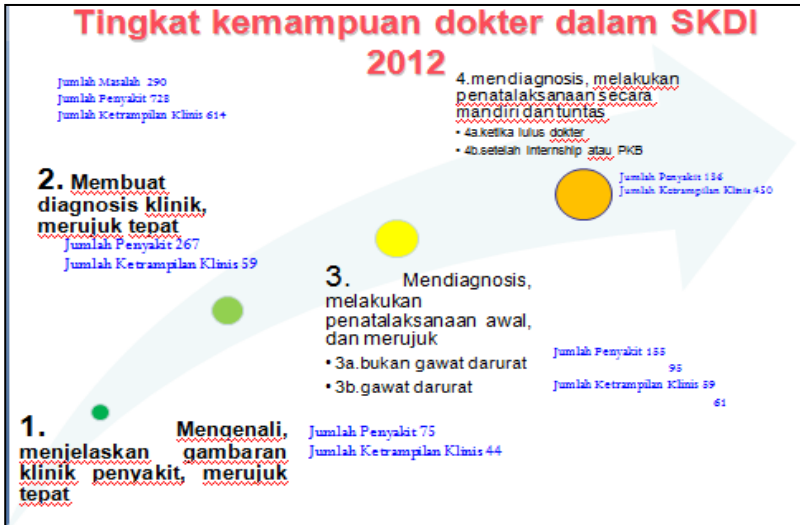 Tingkat kemampuan dokter dalam SKDI
2012
Jumlah Masalah 290
Jumlah Penyakit 728
Jumlah Ketrampilan Klinis 614
4.mendiagnosis, melakukan
penatalaksanaan secara
mandiri dan tuntas
• 4a.ketika lulus dokter
• 4b.setelah Internship atau PKB
Jumlah Penyakit 136
Jumlah Ketrampilan Klinis 450
2. Membuat
diagnosis klinik,
merujuk tepat
Jumlah Penyakit 267
Jumlah Ketrampilan Klinis 59
3. Mendiagnosis,
melakukan
penatalaksanaan awal,
dan merujuk
• 3a.bukan gawat darurat
• 3b.gawat darurat
Jumlah Penyakit 155
95
Jumlah Ketrampilan Klinis 59
61
1. Mengenali,
menjelaskan gambaran
klinik penyakit, merujuk
tepat
Jumlah Penyakit 75
Jumlah Ketrampilan Klinis 44